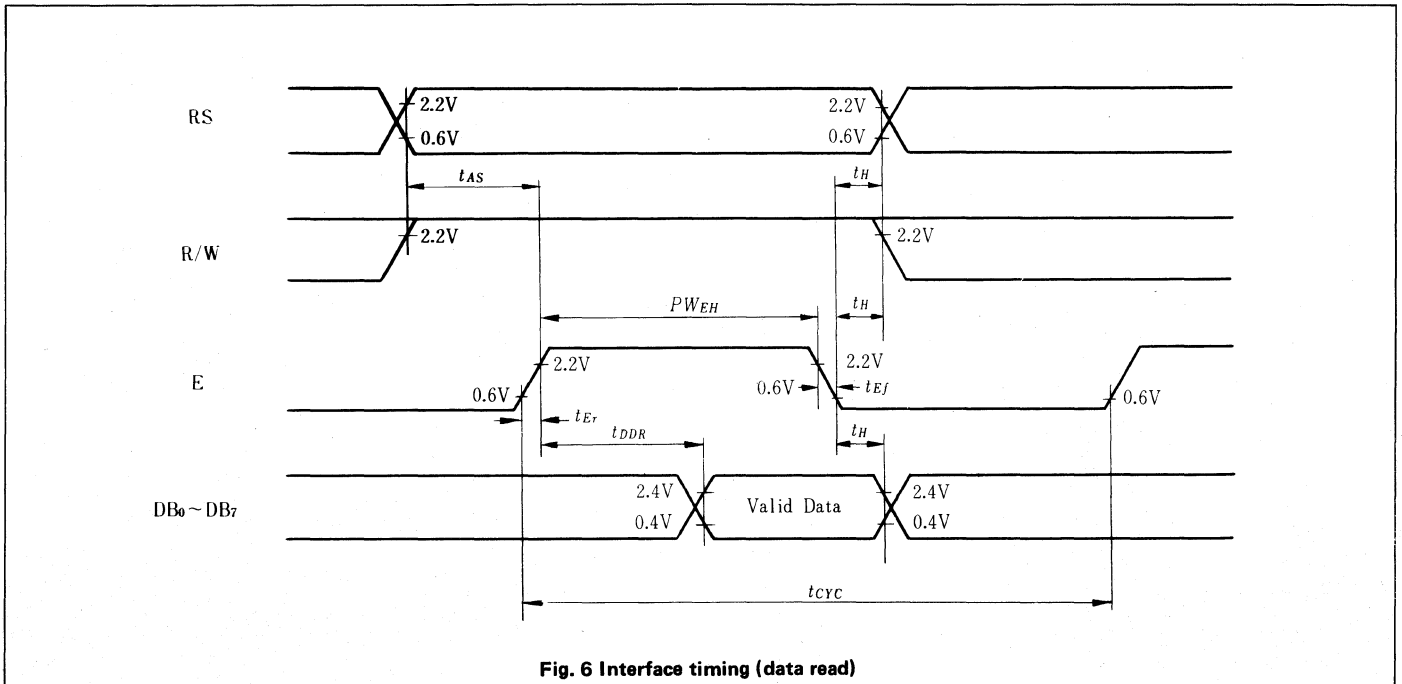 RS
2.2V
0.6V
2.2V
0.6V
tAS
tH
R/W
2.2V
2.2V
PWEH
tH
E
0.6V
2.2V
2.2V
0.6V
tEf
0.6V
tEr
tDDR
tH
DB0~DB7
2.4V
0.4V
Valid Data
2.4V
0.4V
tCYC
Fig. 6 Interface timing (data read)